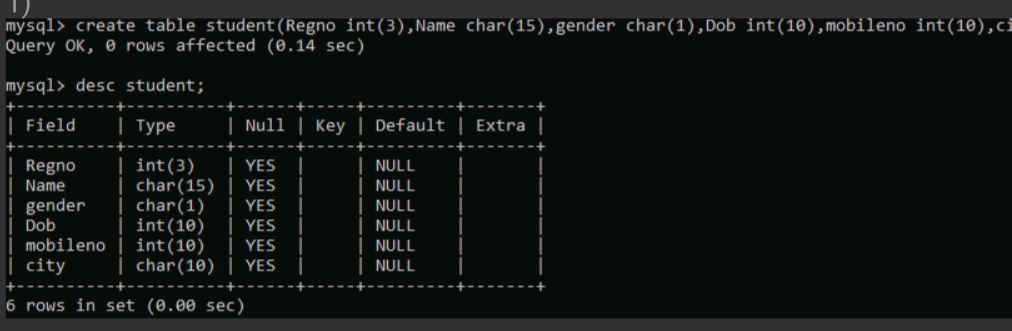 1)
mysql> create table student(Regno int(3),Name char(15),gender char(1),Dob int(10),mobileno int(10),ci
Query OK, 0 rows affected (0.14 sec)
mysql> desc student;
+----------+----------+------+-----+---------+-------+
| Field    | Type     | Null | Key | Default | Extra |
+----------+----------+------+-----+---------+-------+
| Regno    | int(3)   | YES  |     | NULL    |       |
| Name     | char(15) | YES  |     | NULL    |       |
| gender   | char(1)  | YES  |     | NULL    |       |
| Dob      | int(10)  | YES  |     | NULL    |       |
| mobileno | int(10)  | YES  |     | NULL    |       |
| city     | char(10) | YES  |     | NULL    |       |
+----------+----------+------+-----+---------+-------+
6 rows in set (0.00 sec)